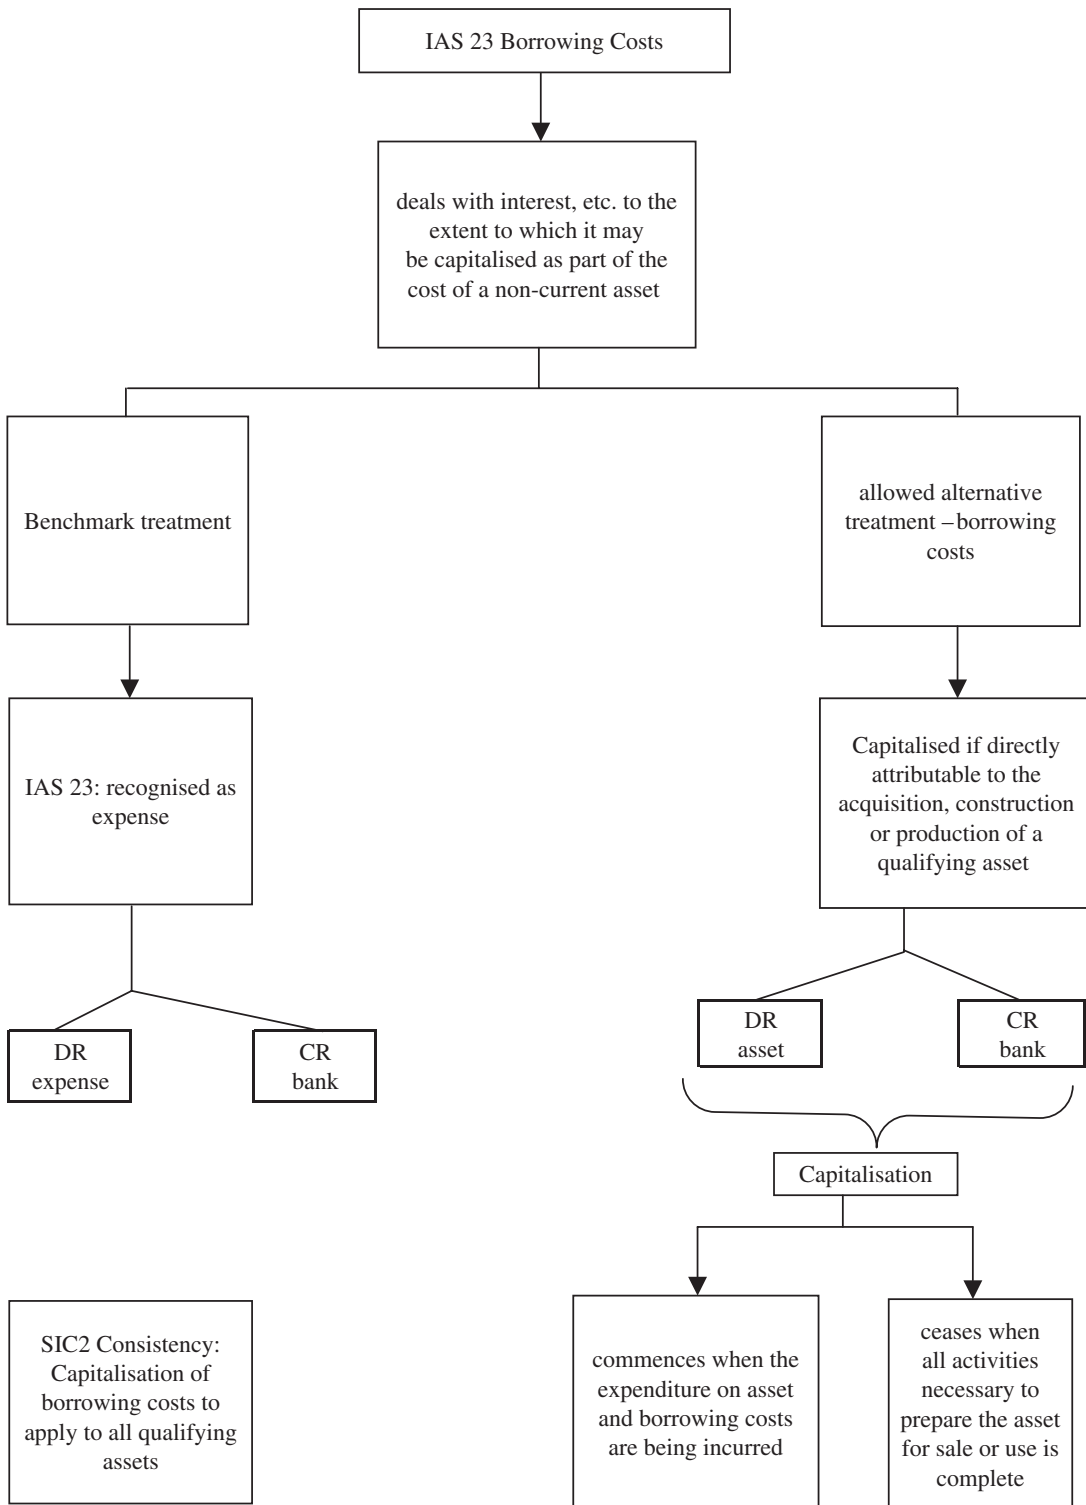 IAS 23 Borrowing Costs
deals with interest, etc. to the
extent to which it may
be capitalised as part of the
cost of a non-current asset
Benchmark treatment
allowed alternative
treatment – borrowing
costs
IAS 23: recognised as
expense
Capitalised if directly
attributable to the
acquisition, construction
or production of a
qualifying asset
DR
expense
CR
bank
DR
asset
CR
bank
Capitalisation
SIC2 Consistency:
Capitalisation of
borrowing costs to
apply to all qualifying
assets
commences when the
expenditure on asset
and borrowing costs
are being incurred
ceases when
all activities
necessary to
prepare the asset
for sale or use is
complete